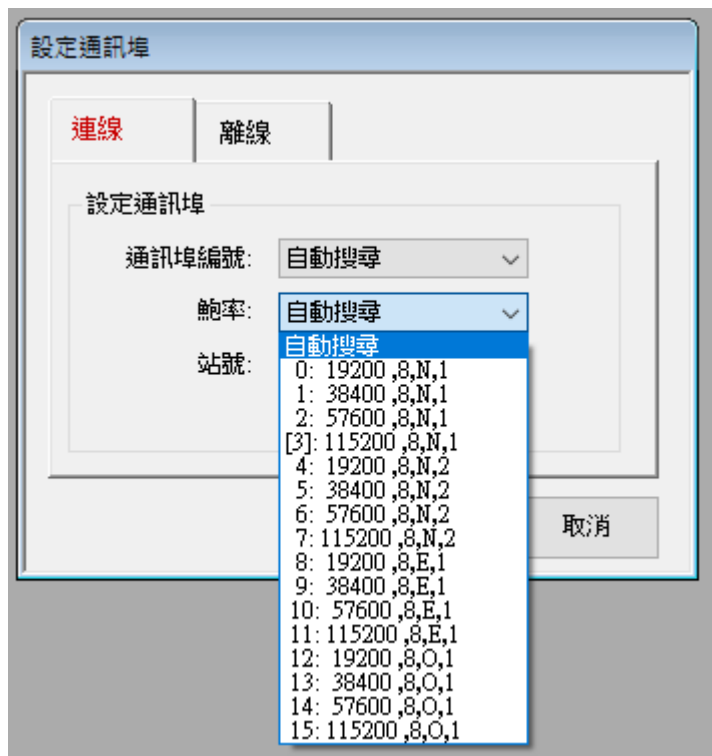 設定通訊埠
連線 離線
設定通訊埠
通訊埠編號: 自動搜尋
鮑率: 自動搜尋
站號:
自動搜尋
0: 19200 ,8,N,1
1: 38400 ,8,N,1
2: 57600 ,8,N,1
[3]: 115200 ,8,N,1
4: 19200 ,8,N,2
5: 38400 ,8,N,2
6: 57600 ,8,N,2
7: 115200 ,8,N,2
8: 19200 ,8,E,1
9: 38400 ,8,E,1
10: 57600 ,8,E,1
11: 115200 ,8,E,1
12: 19200 ,8,O,1
13: 38400 ,8,O,1
14: 57600 ,8,O,1
15: 115200 ,8,O,1
取消